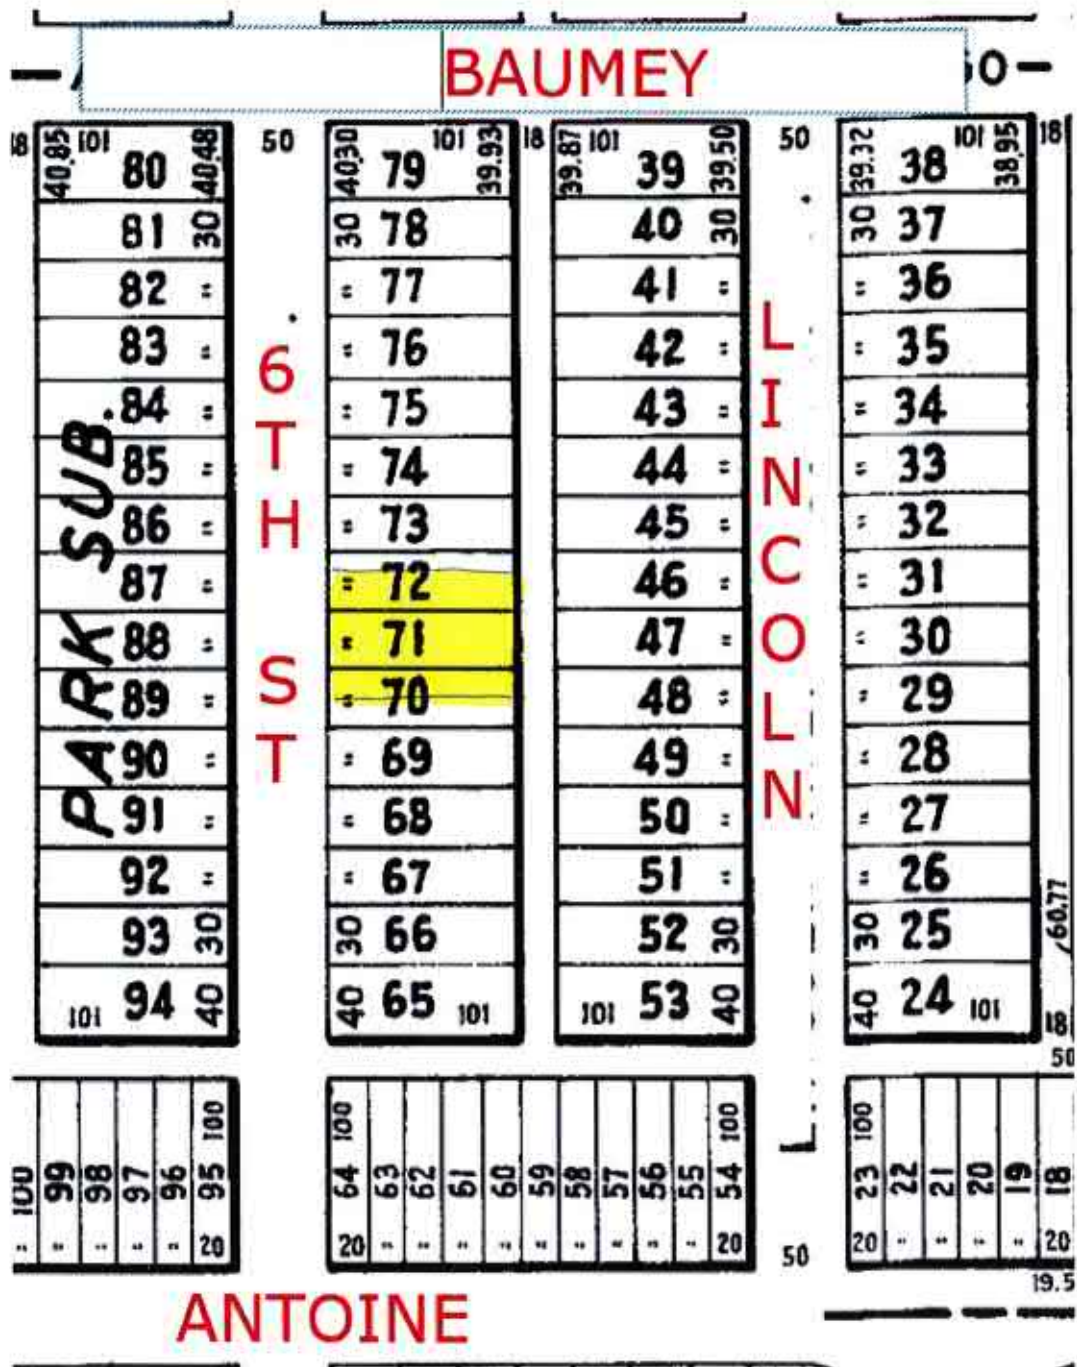 BAUMEY
0
18 40.85 101 80 40.48 50 40.30 79 101 39.93 18 39.87 101 39 39.50 50 39.32 38 101 38.95 18
81 30 30 78 40 30 30 37
82 " " 77 41 " " 36
83 " " 76 42 " " 35
84 " " 75 43 " " 34
85 " " 74 44 " " 33
86 " " 73 45 " " 32
87 " " 72 46 " " 31
88 " " 71 47 " " 30
89 " " 70 48 " " 29
90 " " 69 49 " " 28
91 " " 68 50 " " 27
92 " " 67 51 " " 26
93 30 30 66 52 30 30 25
101 94 40 40 65 101 101 53 40 40 24 101 18
PARK SUB.
6TH ST
LINCOLN
60.77
50
100 100 100 100
100 99 98 97 96 95 64 63 62 61 60 59 58 57 56 55 54 23 22 21 20 19 18
" " " " " 20 20 " " " " " " " " " 20 50 20 " " " " 20
19.5
ANTOINE